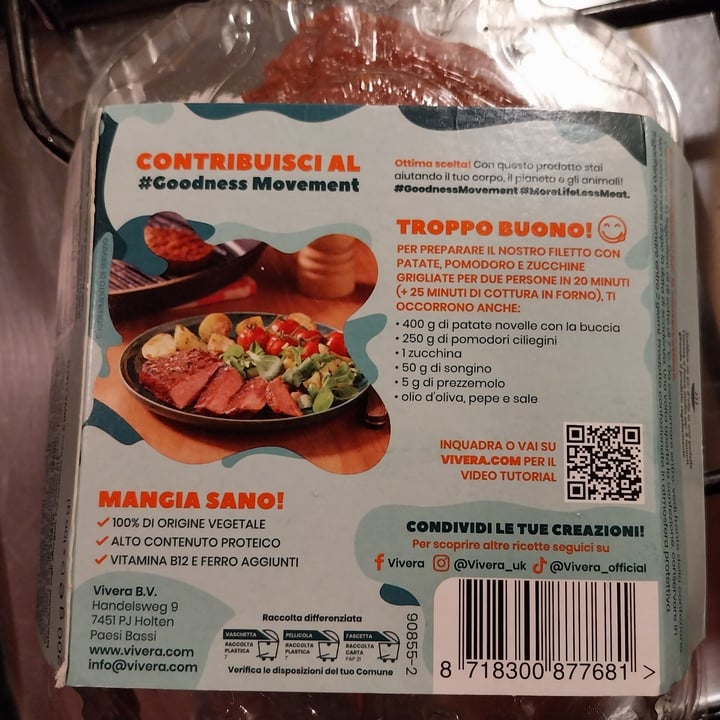 CONTRIBUISCI AL
#Goodness Movement
Ottima scelta! Con questo prodotto stai
aiutando il tuo corpo, il pianeta e gli animali!
#GoodnessMovement #MoreLifeLessMeat.
TROPPO BUONO!
PER PREPARARE IL NOSTRO FILETTO CON
PATATE, POMODORO E ZUCCHINE
GRIGLIATE PER DUE PERSONE IN 20 MINUTI
(+ 25 MINUTI DI COTTURA IN FORNO), TI
OCCORRONO ANCHE:
• 400 g di patate novelle con la buccia
• 250 g di pomodori ciliegini
• 1 zucchina
• 50 g di songino
• 5 g di prezzemolo
• olio d'oliva, pepe e sale
INQUADRA O VAI SU
VIVERA.COM PER IL
VIDEO TUTORIAL
MANGIA SANO!
100% DI ORIGINE VEGETALE
ALTO CONTENUTO PROTEICO
VITAMINA B12 E FERRO AGGIUNTI
CONDIVIDI LE TUE CREAZIONI!
Per scoprire altre ricette seguici su
Vivera @Vivera_uk @Vivera_official
Vivera B.V.
Handelsweg 9
7451 PJ Holten
Paesi Bassi
www.vivera.com
info@vivera.com
Raccolta differenziata
VASCHETTA
RACCOLTA
PLASTICA
7
PELLICOLA
RACCOLTA
PLASTICA
7
FASCETTA
RACCOLTA
CARTA
PAP 21
Verifica le disposizioni del tuo Comune
90855-2
8 718300 877681 >